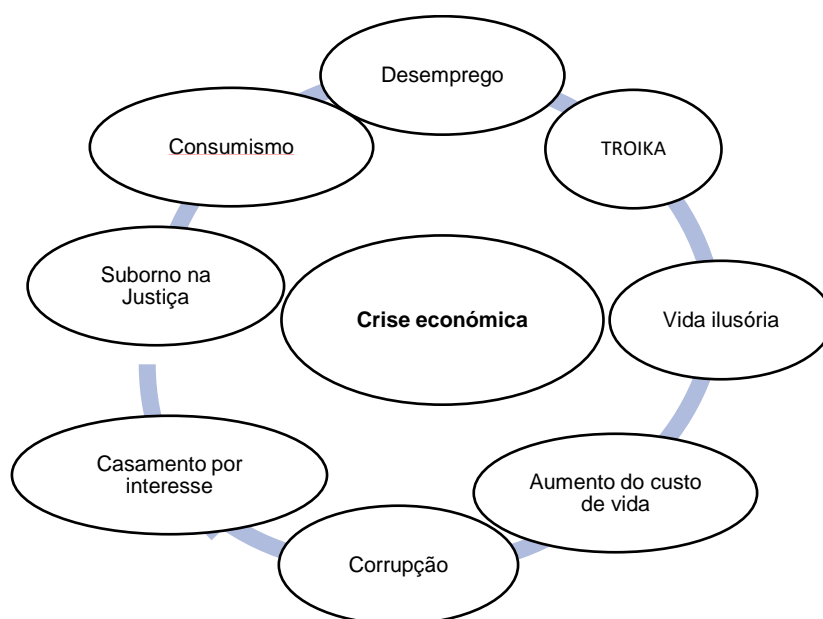 Desemprego
Consumismo
TROIKA
Suborno na
Justiça
Crise económica
Vida ilusória
Casamento por
interesse
Aumento do custo
de vida
Corrupção